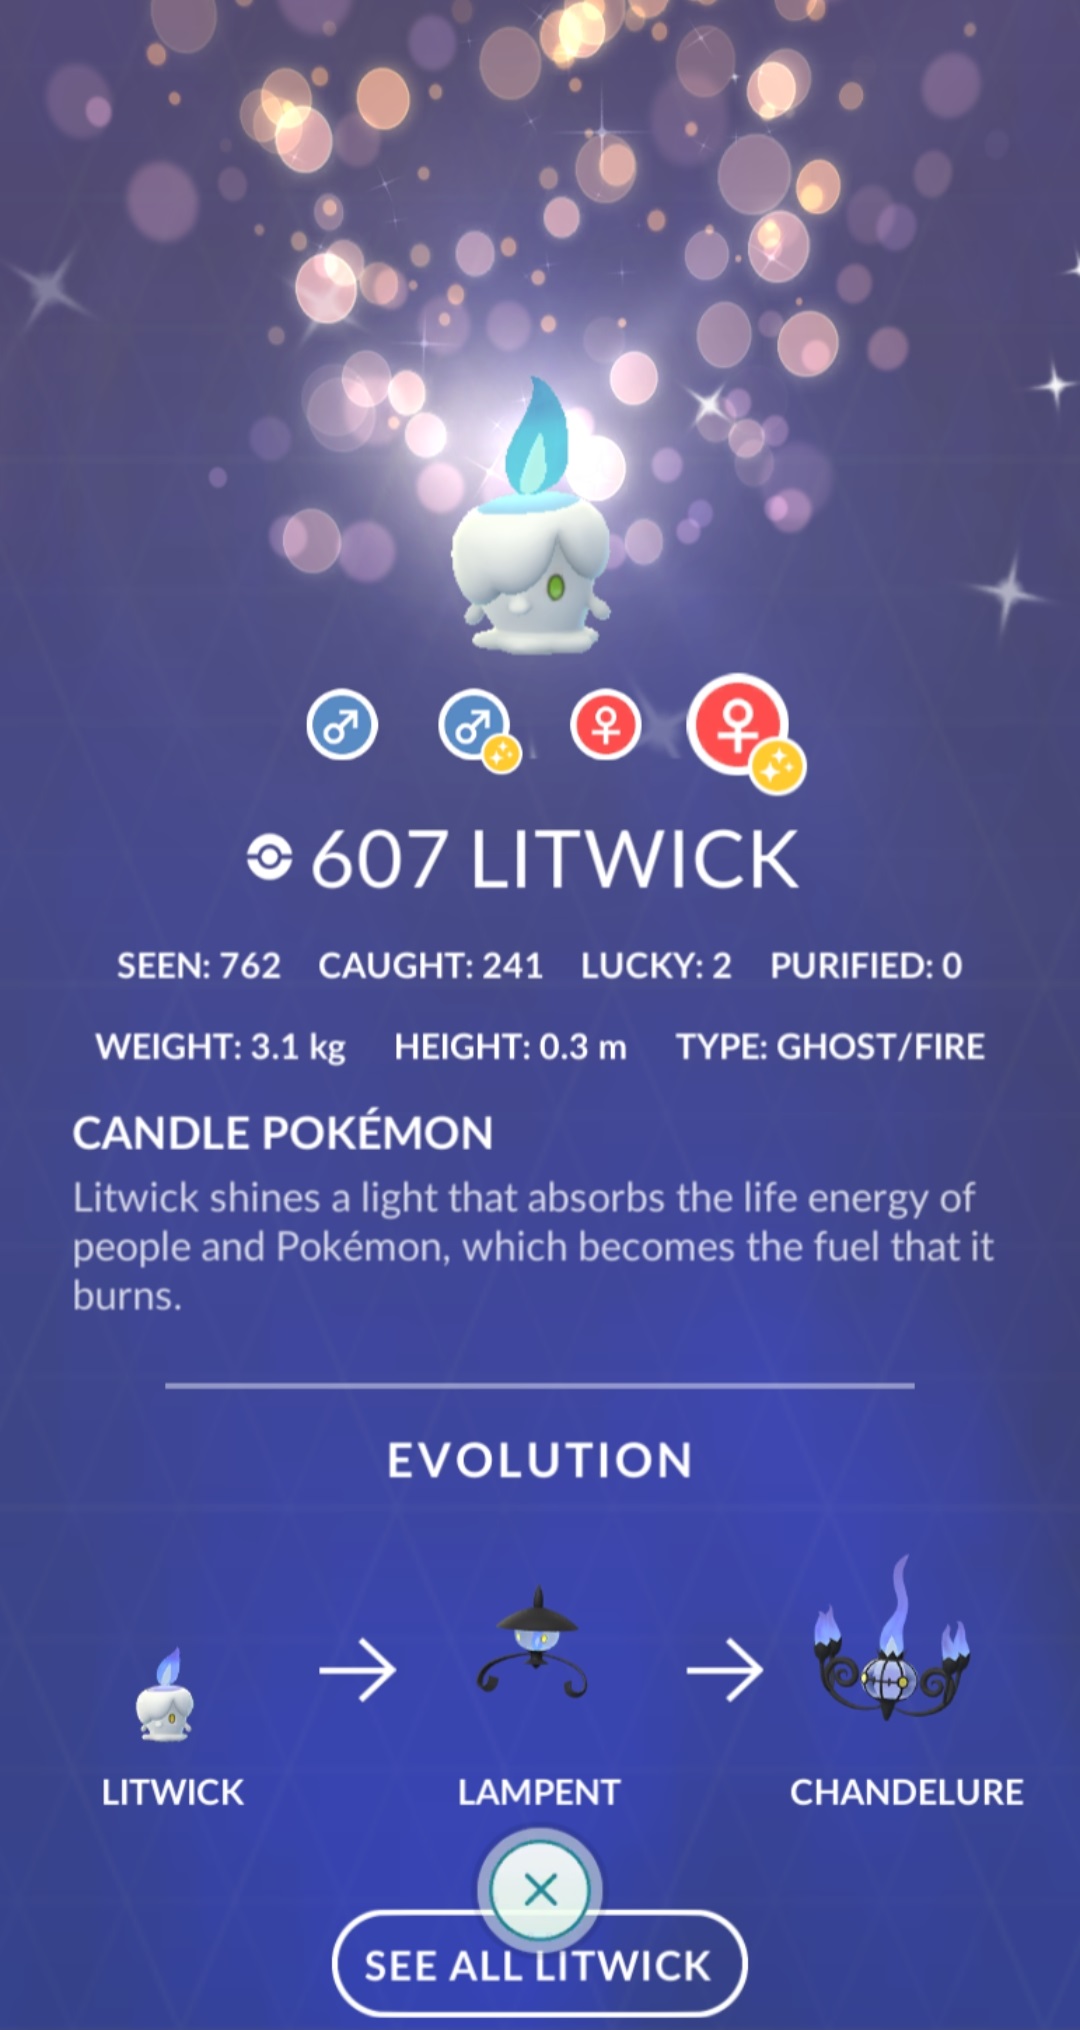 607 LITWICK
SEEN: 762 CAUGHT: 241 LUCKY: 2 PURIFIED: 0
WEIGHT: 3.1 kg HEIGHT: 0.3 m TYPE: GHOST/FIRE
CANDLE POKÉMON
Litwick shines a light that absorbs the life energy of
people and Pokémon, which becomes the fuel that it
burns.
EVOLUTION
LITWICK LAMPENT CHANDELURE
SEE ALL LITWICK